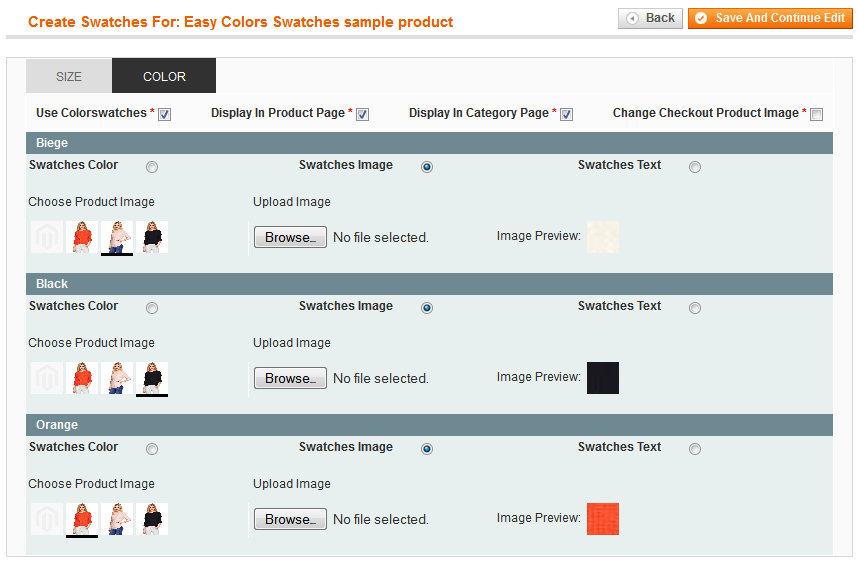 Create Swatches For: Easy Colors Swatches sample product
Back
Save And Continue Edit
SIZE
COLOR
Use Colorswatches *
Display In Product Page *
Display In Category Page *
Change Checkout Product Image *
Biege
Swatches Color
Swatches Image
Swatches Text
Choose Product Image
Upload Image
Browse...
No file selected.
Image Preview:
Black
Swatches Color
Swatches Image
Swatches Text
Choose Product Image
Upload Image
Browse...
No file selected.
Image Preview:
Orange
Swatches Color
Swatches Image
Swatches Text
Choose Product Image
Upload Image
Browse...
No file selected.
Image Preview: